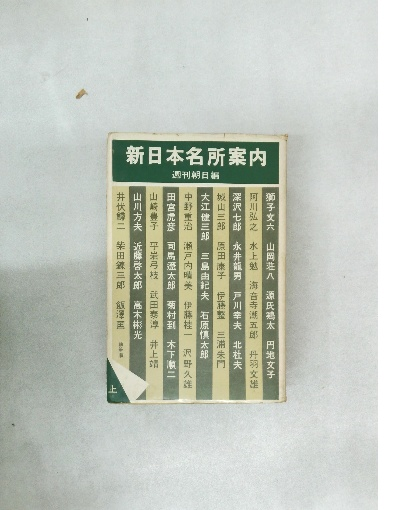 新日本名所案内
週刊朝日編
獅子文六 山岡荘八 源氏鶏太 円地文子
阿川弘之 水上勉 海音寺潮五郎 丹羽文雄
深沢七郎 永井龍男 戸川幸夫 北杜夫
城山三郎 原田康子 伊藤整 三浦朱門
大江健三郎 三島由紀夫 石原慎太郎
中野重治 瀬戸内晴美 伊藤桂一 沢野久雄
田宮虎彦 司馬遼太郎 菊村到 木下順二
山崎豊子 平岩弓枝 武田泰淳 井上靖
山川方夫 近藤啓太郎 高木彬光
井伏鱒二 柴田錬三郎 飯澤匡
上